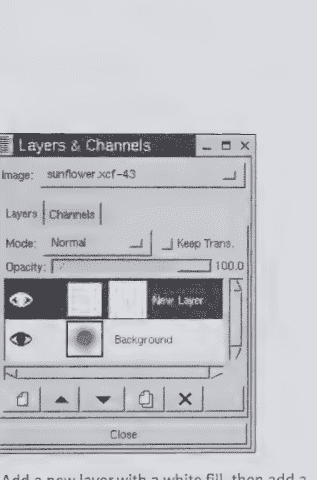 Layers & Channels
Image: sunflower.xcf-43
Layers Channels
Mode: Normal Keep Trans.
Opacity: 100.0
New Layer
Background
Close
Add a new layer with a white fill, then add a